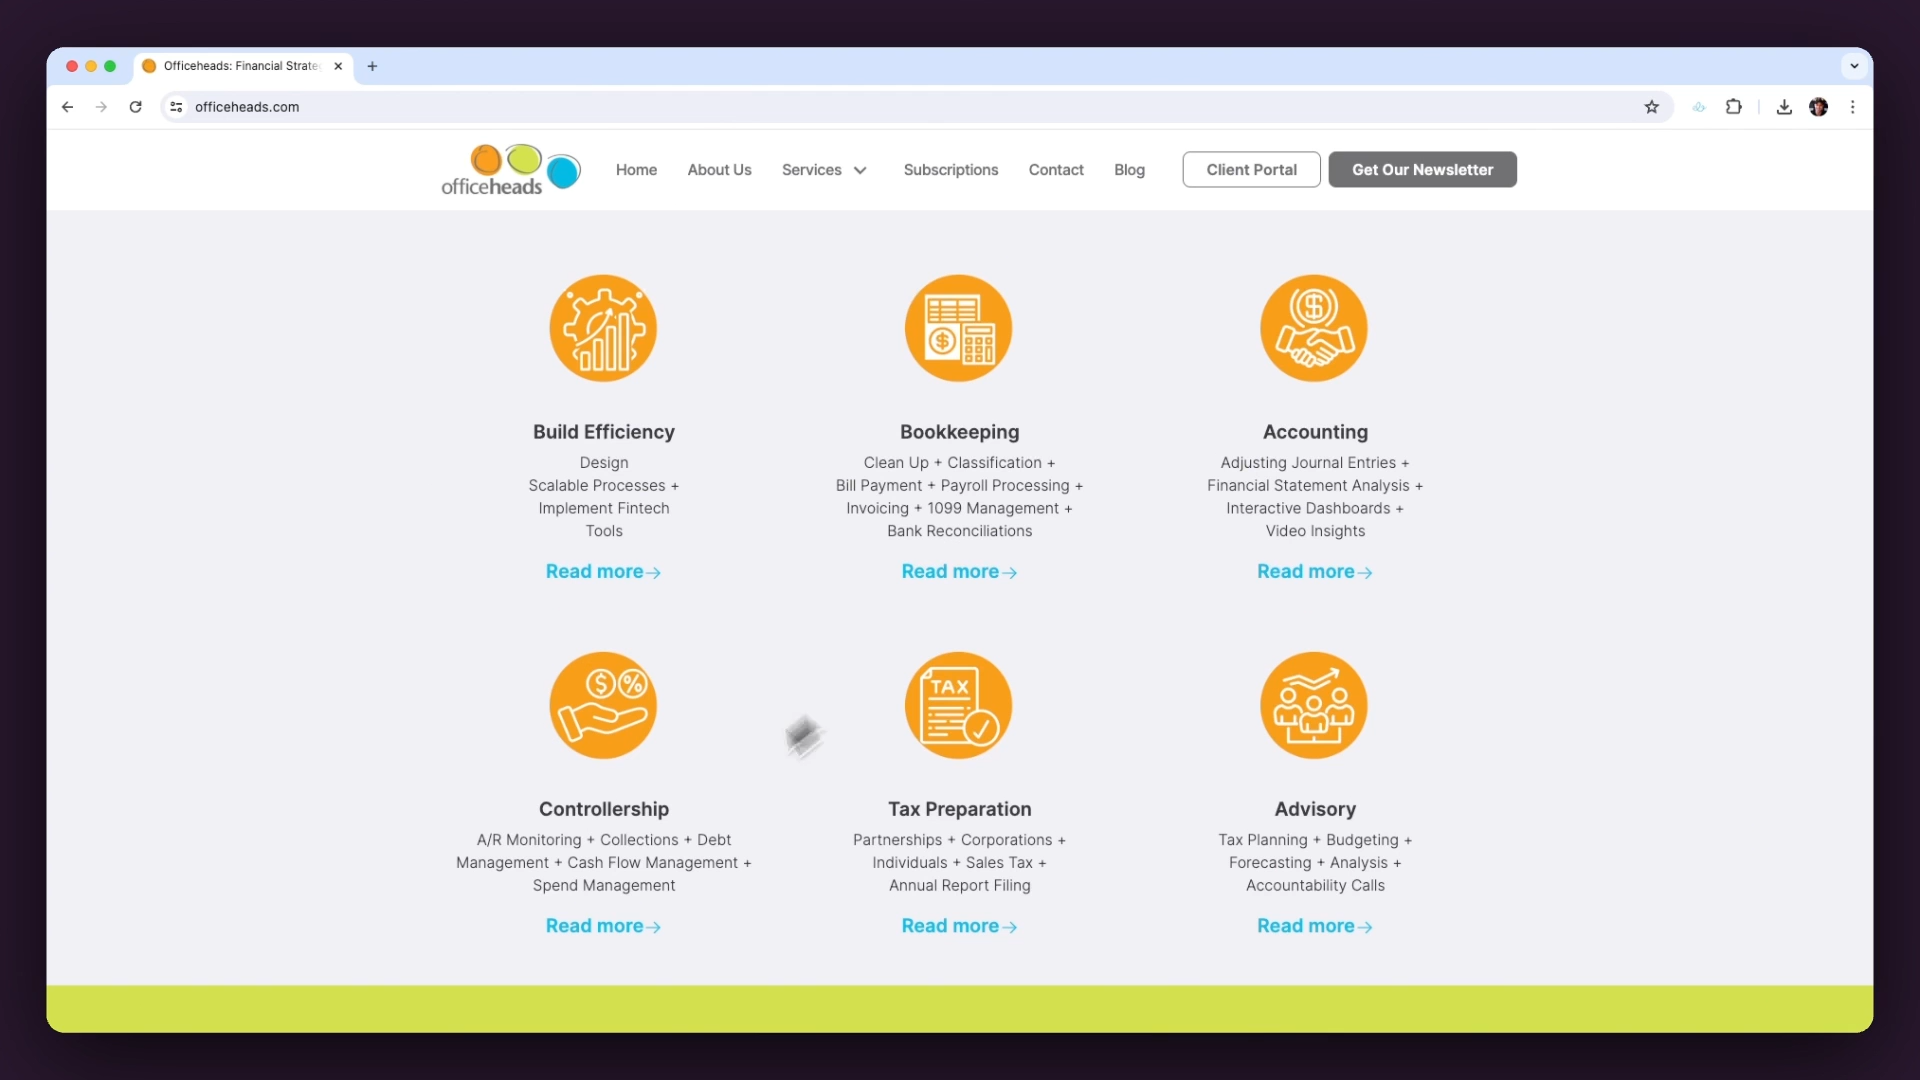 Officeheads: Financial Strate
officeheads.com
officeheads
Home
About Us
Services
Subscriptions
Contact
Blog
Client Portal
Get Our Newsletter
Build Efficiency
Design
Scalable Processes +
Implement Fintech
Tools
Read more→
Bookkeeping
Clean Up + Classification +
Bill Payment + Payroll Processing +
Invoicing + 1099 Management +
Bank Reconciliations
Read more→
Accounting
Adjusting Journal Entries +
Financial Statement Analysis +
Interactive Dashboards +
Video Insights
Read more→
Controllership
A/R Monitoring + Collections + Debt
Management + Cash Flow Management +
Spend Management
Read more→
TAX
Tax Preparation
Partnerships + Corporations +
Individuals + Sales Tax +
Annual Report Filing
Read more→
Advisory
Tax Planning + Budgeting +
Forecasting + Analysis +
Accountability Calls
Read more→